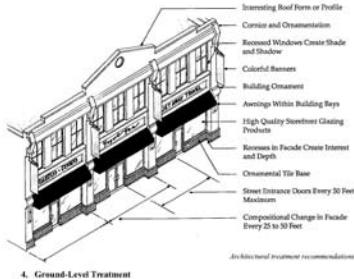 Interesting Roof Form or Profile
Cornice and Ornamentation
Recessed Windows Create Shade
and Shadow
Colorful Banners
Building Ornament
Awnings Within Building Bays
High Quality Storefront Glazing
Products
Recesses in Facade Create Interest
and Depth
Ornamental Tile Base
Street Entrance Doors Every 50 Feet
Maximum
Compositional Change in Facade
Every 25 to 50 Feet
Architectural treatment recommendations
4. Ground-Level Treatment